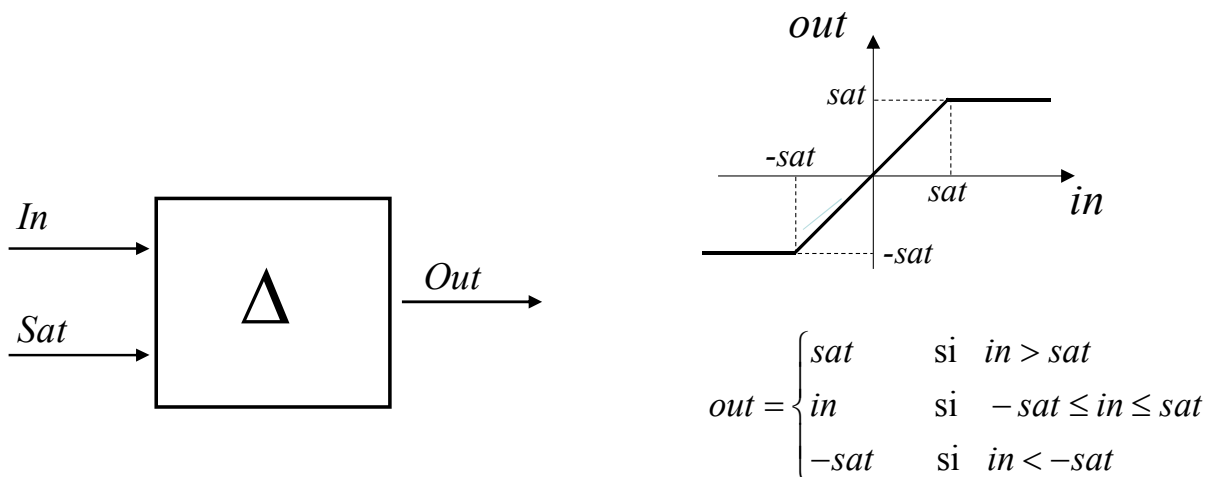 In
Sat
Δ
Out
out
sat
-sat
sat
in
-sat
out = { sat si in > sat
in si − sat ≤ in ≤ sat
−sat si in < −sat